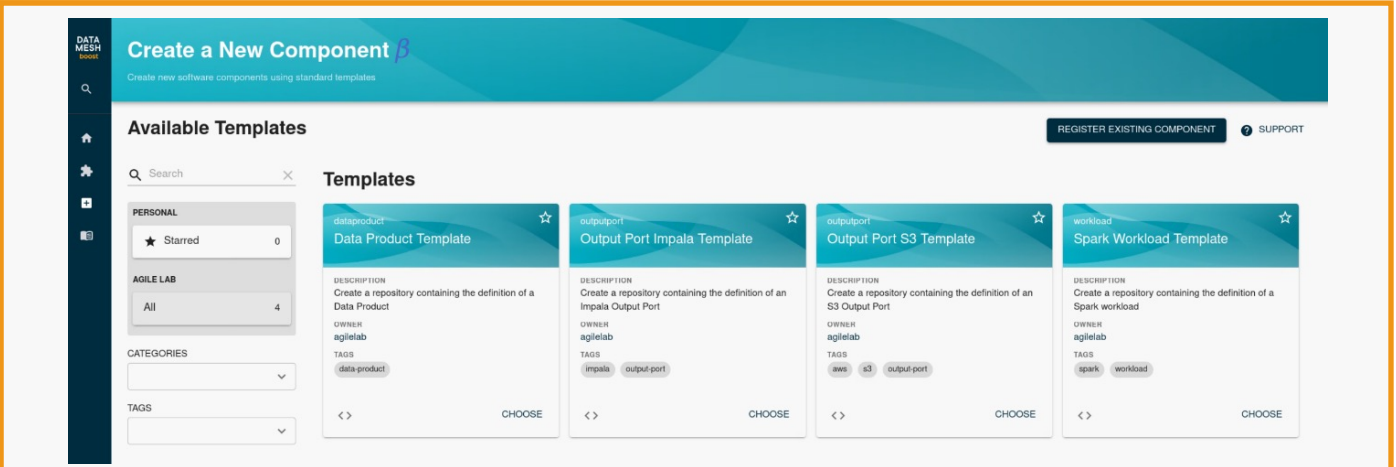 DATA
MESH
boost
Create a New Component β
Create new software components using standard templates
Available Templates
REGISTER EXISTING COMPONENT
SUPPORT
Search
PERSONAL
Starred 0
AGILE LAB
All 4
CATEGORIES
TAGS
Templates
dataproduct
Data Product Template
DESCRIPTION
Create a repository containing the definition of a
Data Product
OWNER
agilelab
TAGS
data-product
CHOOSE
outputport
Output Port Impala Template
DESCRIPTION
Create a repository containing the definition of an
Impala Output Port
OWNER
agilelab
TAGS
impala output-port
CHOOSE
outputport
Output Port S3 Template
DESCRIPTION
Create a repository containing the definition of an
S3 Output Port
OWNER
agilelab
TAGS
aws s3 output-port
CHOOSE
workload
Spark Workload Template
DESCRIPTION
Create a repository containing the definition of a
Spark workload
OWNER
agilelab
TAGS
spark workload
CHOOSE